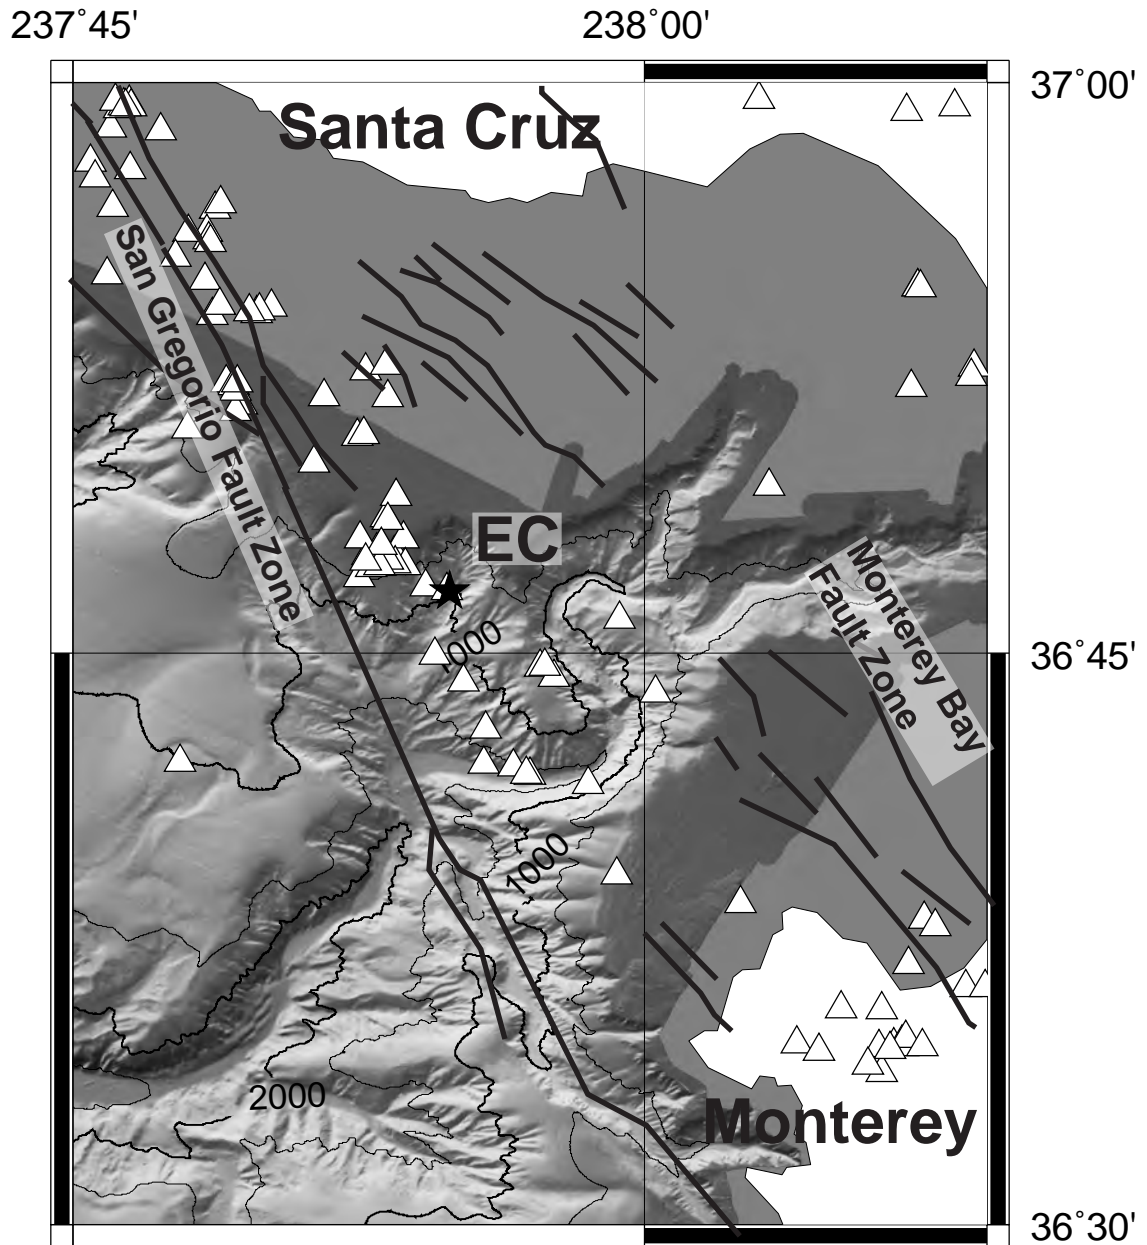 237˚45'
238˚00'
37˚00'
Santa Cruz
San Gregorio Fault Zone
EC
Monterey Bay
Fault Zone
1000
36˚45'
1000
2000
Monterey
36˚30'